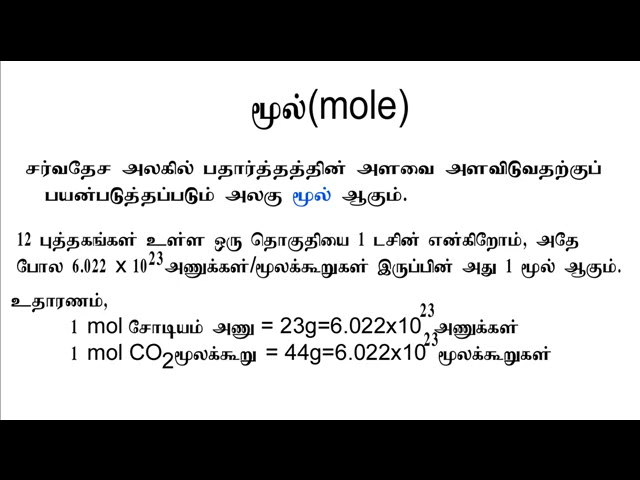 மூல்(mole)
சர்வதேச அலகில் பதார்த்தத்தின் அளவை அளவிடுவதற்குப்
பயன்படுத்தப்படும் அலகு மூல் ஆகும்.
12 புத்தகங்கள் உள்ள ஒரு தொகுதியை 1 டசின் என்கிறோம், அதே
போல 6.022 x 10²³அணுக்கள்/மூலக்கூறுகள் இருப்பின் அது 1 மூல் ஆகும்.
உதாரணம்,
1 mol சோடியம் அணு = 23g=6.022x10²³அணுக்கள்
1 mol CO₂மூலக்கூறு = 44g=6.022x10²³மூலக்கூறுகள்